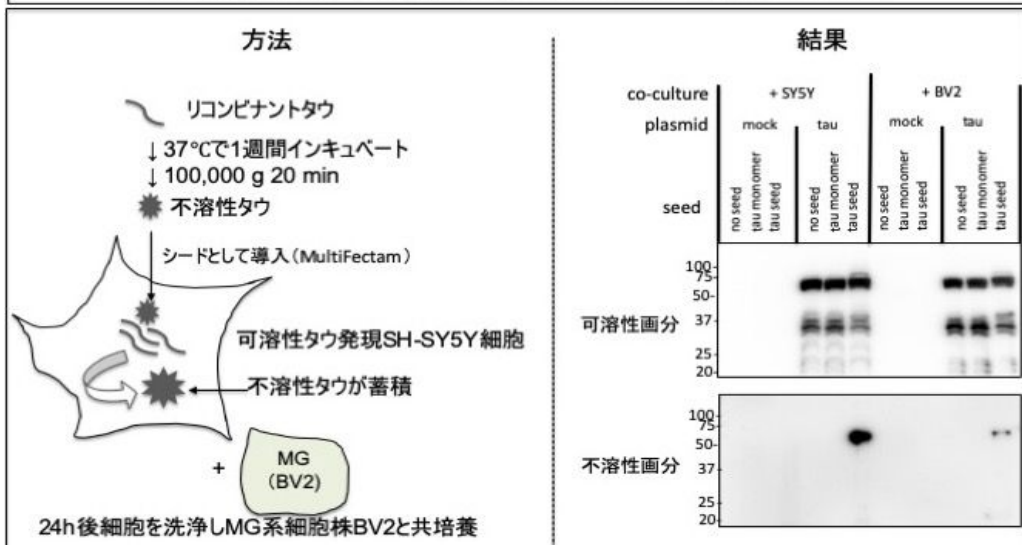 方法
リコンビナントタウ
↓37℃で1週間インキュベート
↓100,000 g 20 min
不溶性タウ
シードとして導入（MultiFectam）
可溶性タウ発現SH-SY5Y細胞
不溶性タウが蓄積
+
MG
(BV2)
24h後細胞を洗浄しMG系細胞株BV2と共培養
結果
co-culture + SY5Y + BV2
plasmid mock tau mock tau
seed no seed tau monomer tau seed no seed tau monomer tau seed no seed tau monomer tau seed no seed tau monomer tau seed
100
75
50-
37
可溶性画分
25
20
100
75
50-
不溶性画分
37
25
20